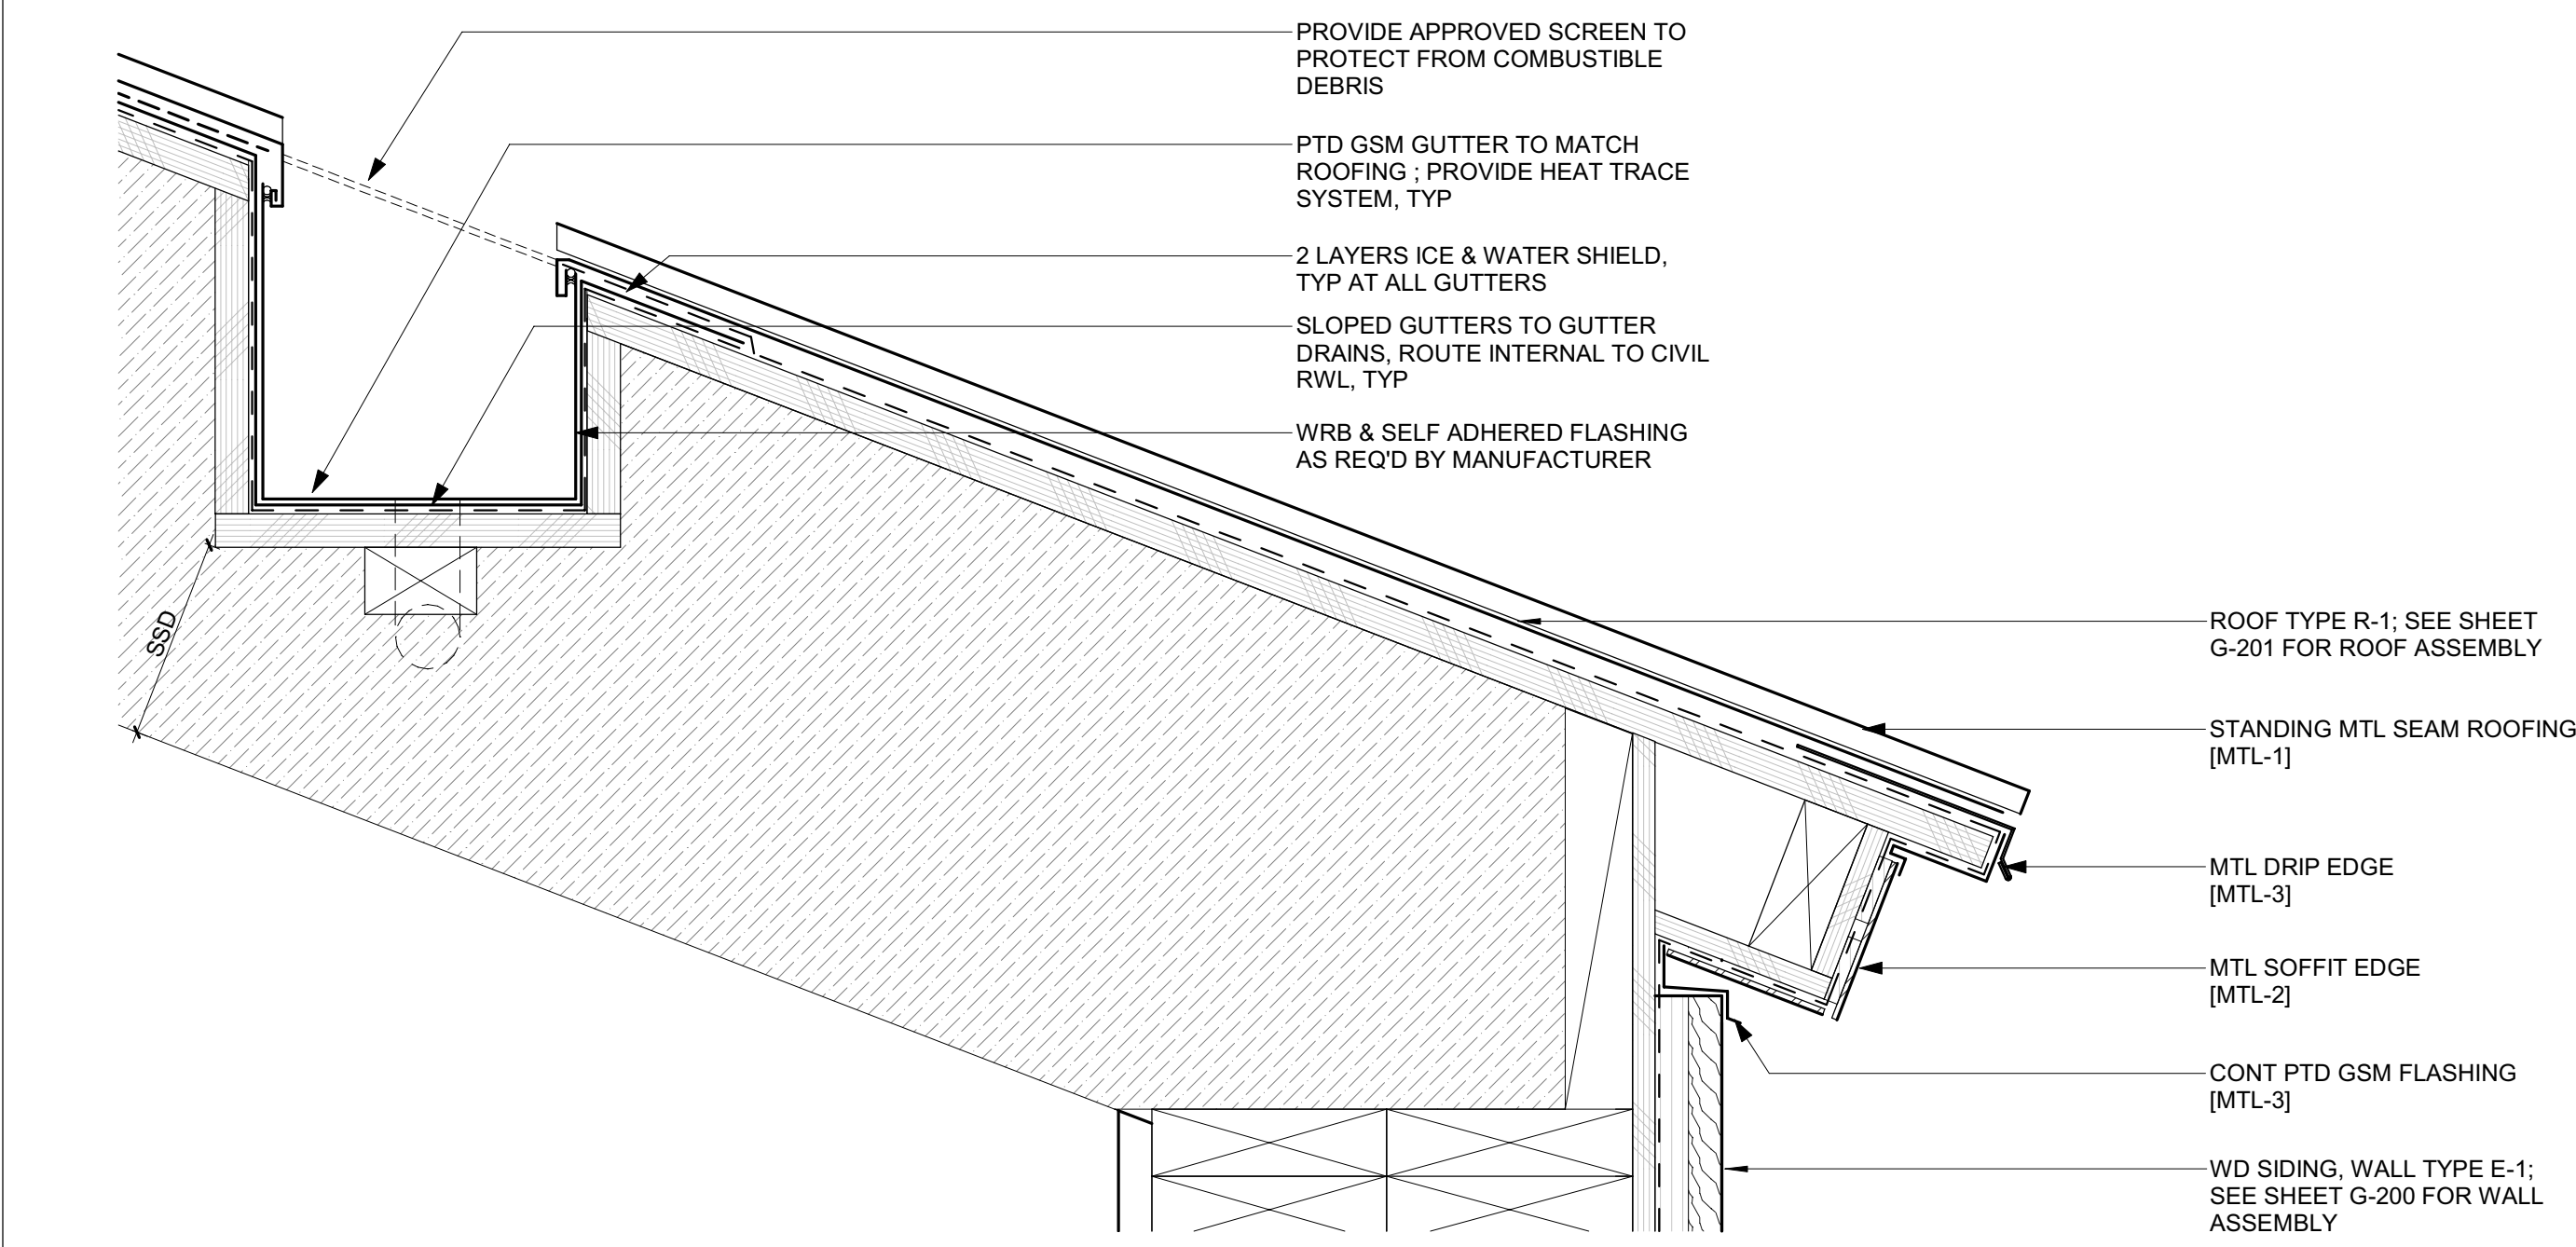 PROVIDE APPROVED SCREEN TO
PROTECT FROM COMBUSTIBLE
DEBRIS
PTD GSM GUTTER TO MATCH
ROOFING ; PROVIDE HEAT TRACE
SYSTEM, TYP
2 LAYERS ICE & WATER SHIELD,
TYP AT ALL GUTTERS
SLOPED GUTTERS TO GUTTER
DRAINS, ROUTE INTERNAL TO CIVIL
RWL, TYP
WRB & SELF ADHERED FLASHING
AS REQ'D BY MANUFACTURER
SSD
ROOF TYPE R-1; SEE SHEET
G-201 FOR ROOF ASSEMBLY
STANDING MTL SEAM ROOFING
[MTL-1]
MTL DRIP EDGE
[MTL-3]
MTL SOFFIT EDGE
[MTL-2]
CONT PTD GSM FLASHING
[MTL-3]
WD SIDING, WALL TYPE E-1;
SEE SHEET G-200 FOR WALL
ASSEMBLY